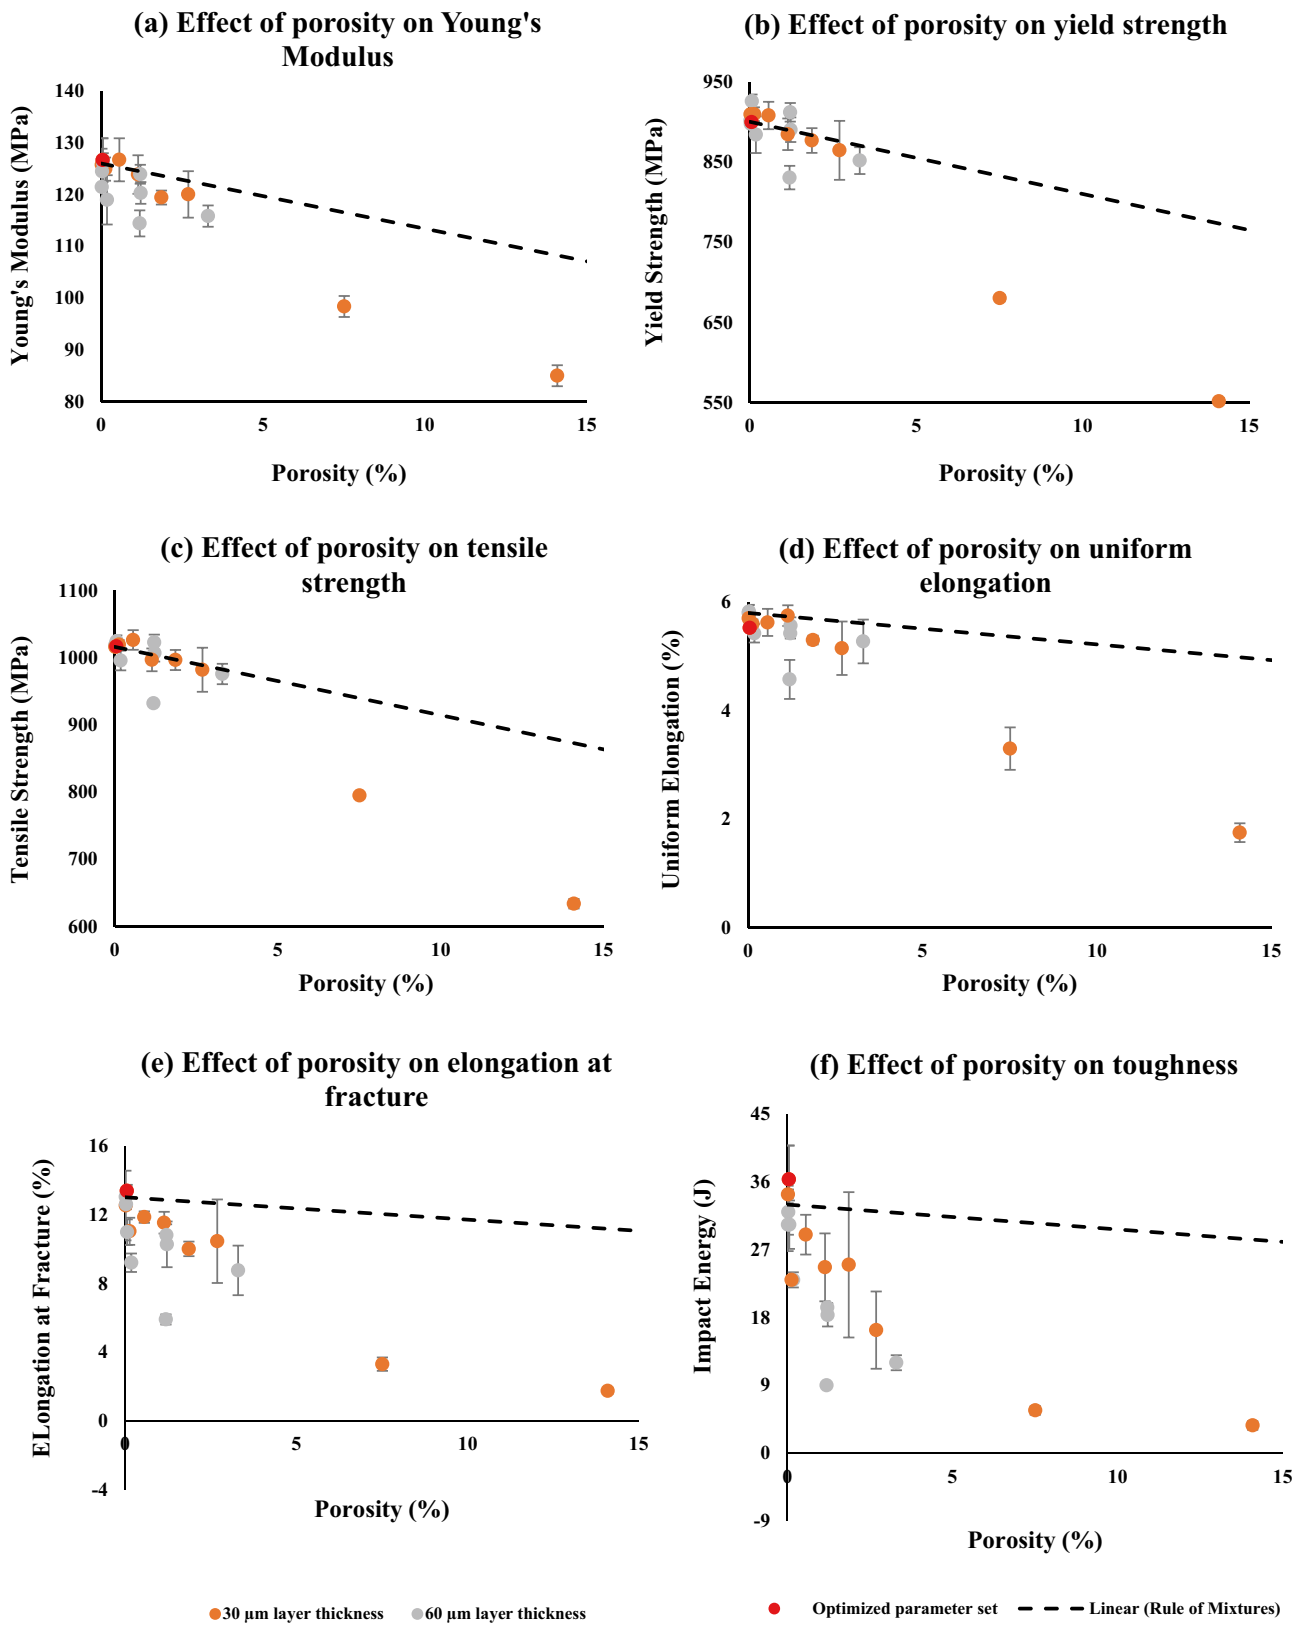 (a) Effect of porosity on Young's
Modulus
140
130
120
110
100
90
80
Young's Modulus (MPa)
0 5 10 15
Porosity (%)
(b) Effect of porosity on yield strength
950
850
750
650
550
Yield Strength (MPa)
0 5 10 15
Porosity (%)
(c) Effect of porosity on tensile
strength
1100
1000
900
800
700
600
Tensile Strength (MPa)
0 5 10 15
Porosity (%)
(d) Effect of porosity on uniform
elongation
6
4
2
0
Uniform Elongation (%)
0 5 10 15
Porosity (%)
(e) Effect of porosity on elongation at
fracture
16
12
8
4
0
-4
ELongation at Fracture (%)
0 5 10 15
Porosity (%)
(f) Effect of porosity on toughness
45
36
27
18
9
0
-9
Impact Energy (J)
0 5 10 15
Porosity (%)
30 µm layer thickness 60 µm layer thickness
Optimized parameter set Linear (Rule of Mixtures)